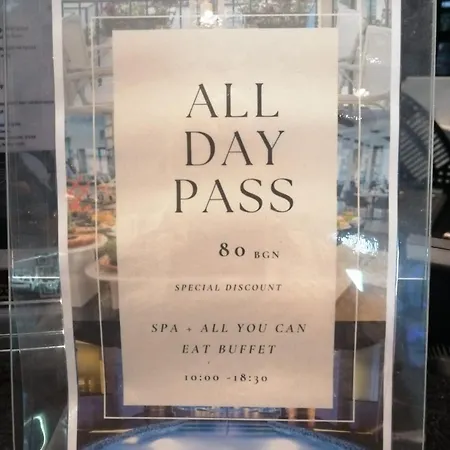 ALL
DAY
PASS
80 BGN
SPECIAL DISCOUNT
SPA + ALL YOU CAN
EAT BUFFET
10:00 -18:30